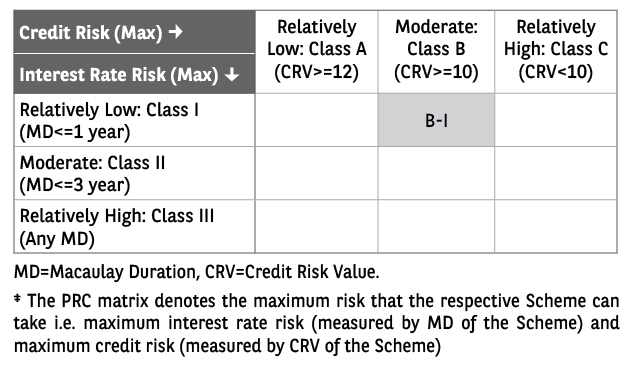 Credit Risk (Max) →
Relatively
Low: Class A
(CRV>=12)
Moderate:
Class B
(CRV>=10)
Relatively
High: Class C
(CRV<10)
Interest Rate Risk (Max) ↓
Relatively Low: Class I
(MD<=1 year)
B-I
Moderate: Class II
(MD<=3 year)
Relatively High: Class III
(Any MD)
MD=Macaulay Duration, CRV=Credit Risk Value.
‡ The PRC matrix denotes the maximum risk that the respective Scheme can
take i.e. maximum interest rate risk (measured by MD of the Scheme) and
maximum credit risk (measured by CRV of the Scheme)